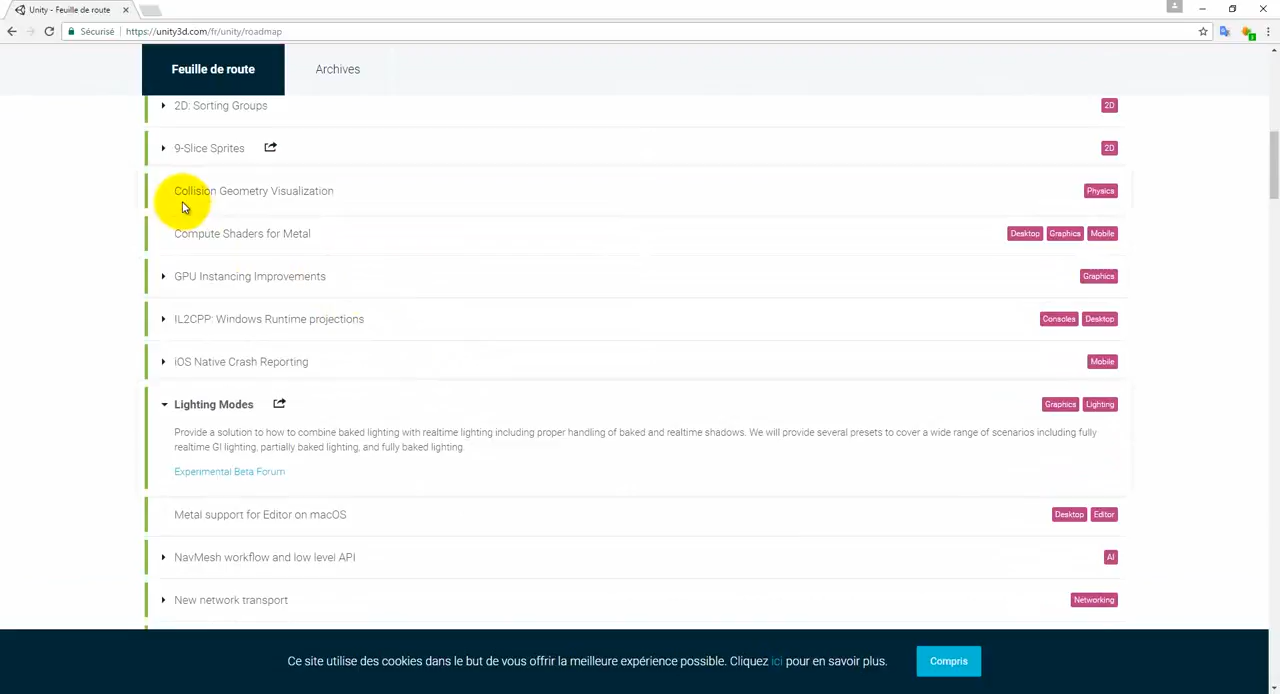 Unity - Feuille de route
Sécurisé
https://unity3d.com/fr/unity/roadmap
Feuille de route
Archives
2D: Sorting Groups
2D
9-Slice Sprites
2D
Collision Geometry Visualization
Physics
Compute Shaders for Metal
Desktop Graphics Mobile
GPU Instancing Improvements
Graphics
IL2CPP: Windows Runtime projections
Consoles Desktop
iOS Native Crash Reporting
Mobile
Lighting Modes
Graphics Lighting
Provide a solution to how to combine baked lighting with realtime lighting including proper handling of baked and realtime shadows. We will provide several presets to cover a wide range of scenarios including fully
realtime GI lighting, partially baked lighting, and fully baked lighting
Experimental Beta Forum
Metal support for Editor on macOS
Desktop Editor
NavMesh workflow and low level API
AI
New network transport
Networking
Ce site utilise des cookies dans le but de vous offrir la meilleure expérience possible. Cliquez ici pour en savoir plus.
Compris